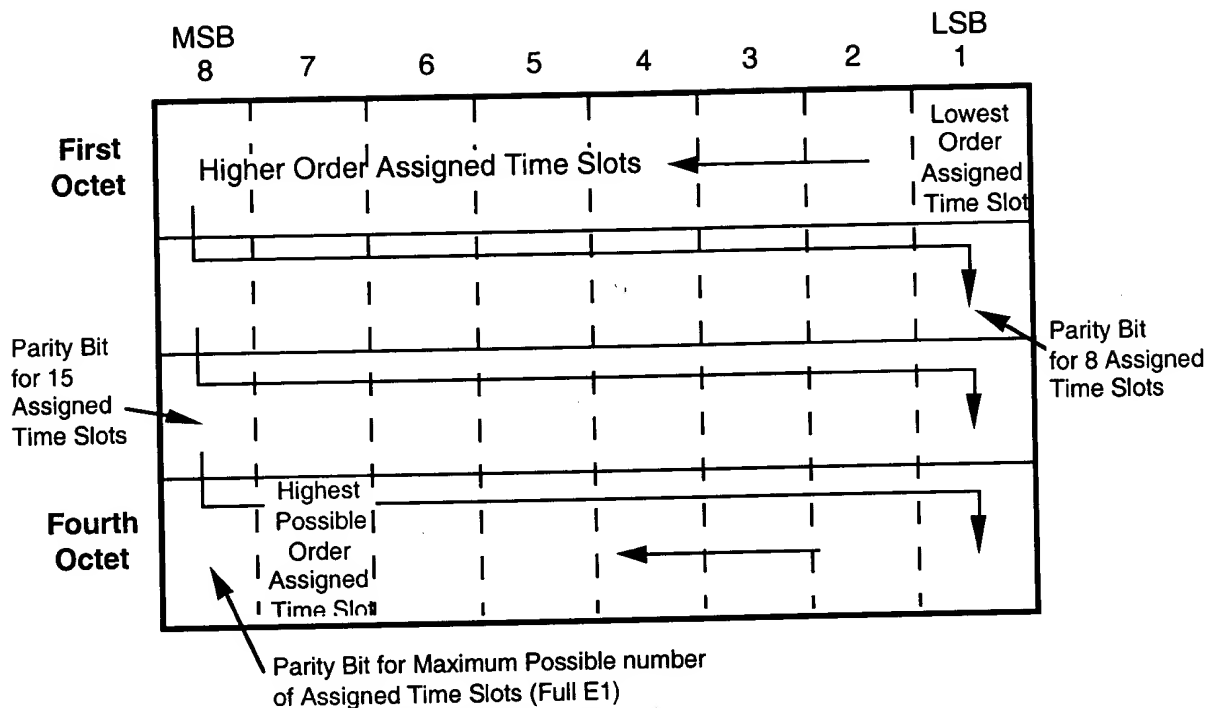 MSB LSB
8 7 6 5 4 3 2 1
First
Octet
Higher Order Assigned Time Slots
Lowest
Order
Assigned
Time Slot
Parity Bit
for 15
Assigned
Time Slots
Parity Bit
for 8 Assigned
Time Slots
Fourth
Octet
Highest
Possible
Order
Assigned
Time Slot
Parity Bit for Maximum Possible number
of Assigned Time Slots (Full E1)